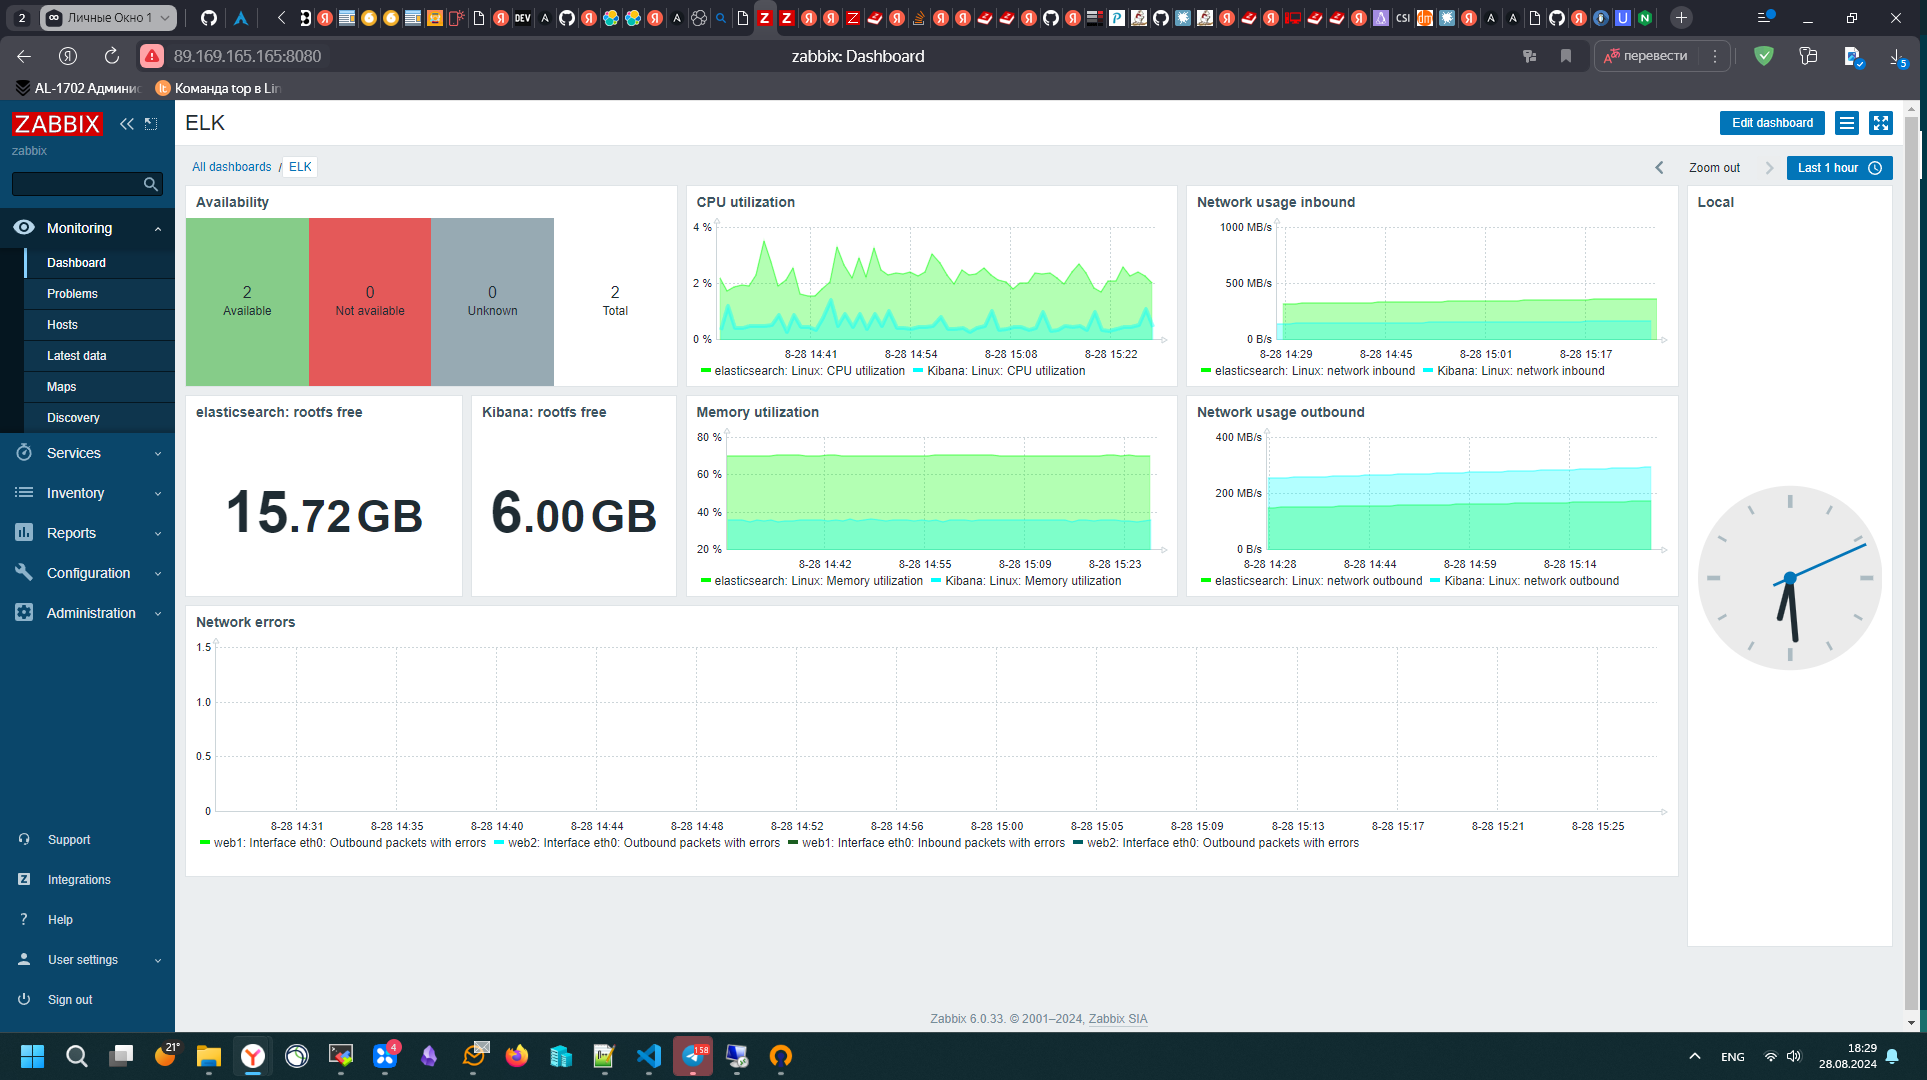 2
Личные Окно 1
89.169.165.165:8080
zabbix: Dashboard
перевести
5
AL-1702 Админис
Команда top в Lin
ZABBIX
zabbix
Monitoring
Dashboard
Problems
Hosts
Latest data
Maps
Discovery
Services
Inventory
Reports
Configuration
Administration
Support
Integrations
Help
User settings
Sign out
ELK
Edit dashboard
All dashboards / ELK
Zoom out
Last 1 hour
Availability
2
Available
0
Not available
0
Unknown
2
Total
CPU utilization
4 %
2 %
0 %
8-28 14:41 8-28 14:54 8-28 15:08 8-28 15:22
elasticsearch: Linux: CPU utilization Kibana: Linux: CPU utilization
Network usage inbound
1000 MB/s
500 MB/s
0 B/s
8-28 14:29 8-28 14:45 8-28 15:01 8-28 15:17
elasticsearch: Linux: network inbound Kibana: Linux: network inbound
Local
elasticsearch: rootfs free
15.72 GB
Kibana: rootfs free
6.00 GB
Memory utilization
80 %
60 %
40 %
20 %
8-28 14:42 8-28 14:55 8-28 15:09 8-28 15:23
elasticsearch: Linux: Memory utilization Kibana: Linux: Memory utilization
Network usage outbound
400 MB/s
200 MB/s
0 B/s
8-28 14:28 8-28 14:44 8-28 14:59 8-28 15:14
elasticsearch: Linux: network outbound Kibana: Linux: network outbound
Network errors
1.5
1.0
0.5
0
8-28 14:31 8-28 14:35 8-28 14:40 8-28 14:44 8-28 14:48 8-28 14:52 8-28 14:56 8-28 15:00 8-28 15:05 8-28 15:09 8-28 15:13 8-28 15:17 8-28 15:21 8-28 15:25
web1: Interface eth0: Outbound packets with errors web2: Interface eth0: Outbound packets with errors web1: Interface eth0: Inbound packets with errors web2: Interface eth0: Outbound packets with errors
Zabbix 6.0.33. © 2001–2024, Zabbix SIA
21°
4
158
ENG
18:29
28.08.2024